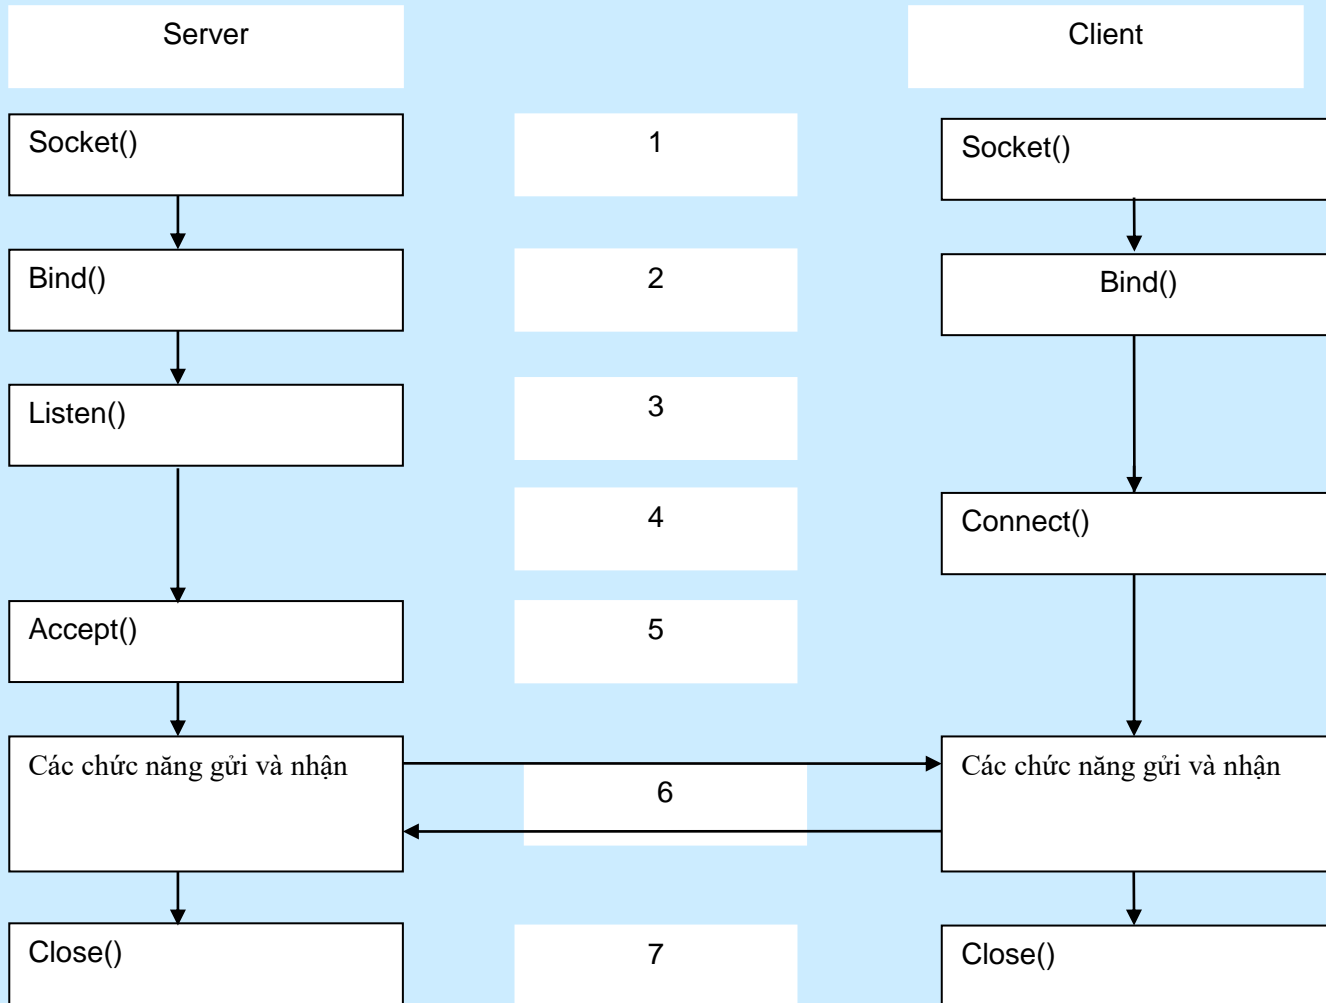 Server
Client
Socket()
1
Socket()
Bind()
2
Bind()
Listen()
3
4
Connect()
Accept()
5
Các chức năng gửi và nhận
6
Các chức năng gửi và nhận
Close()
7
Close()